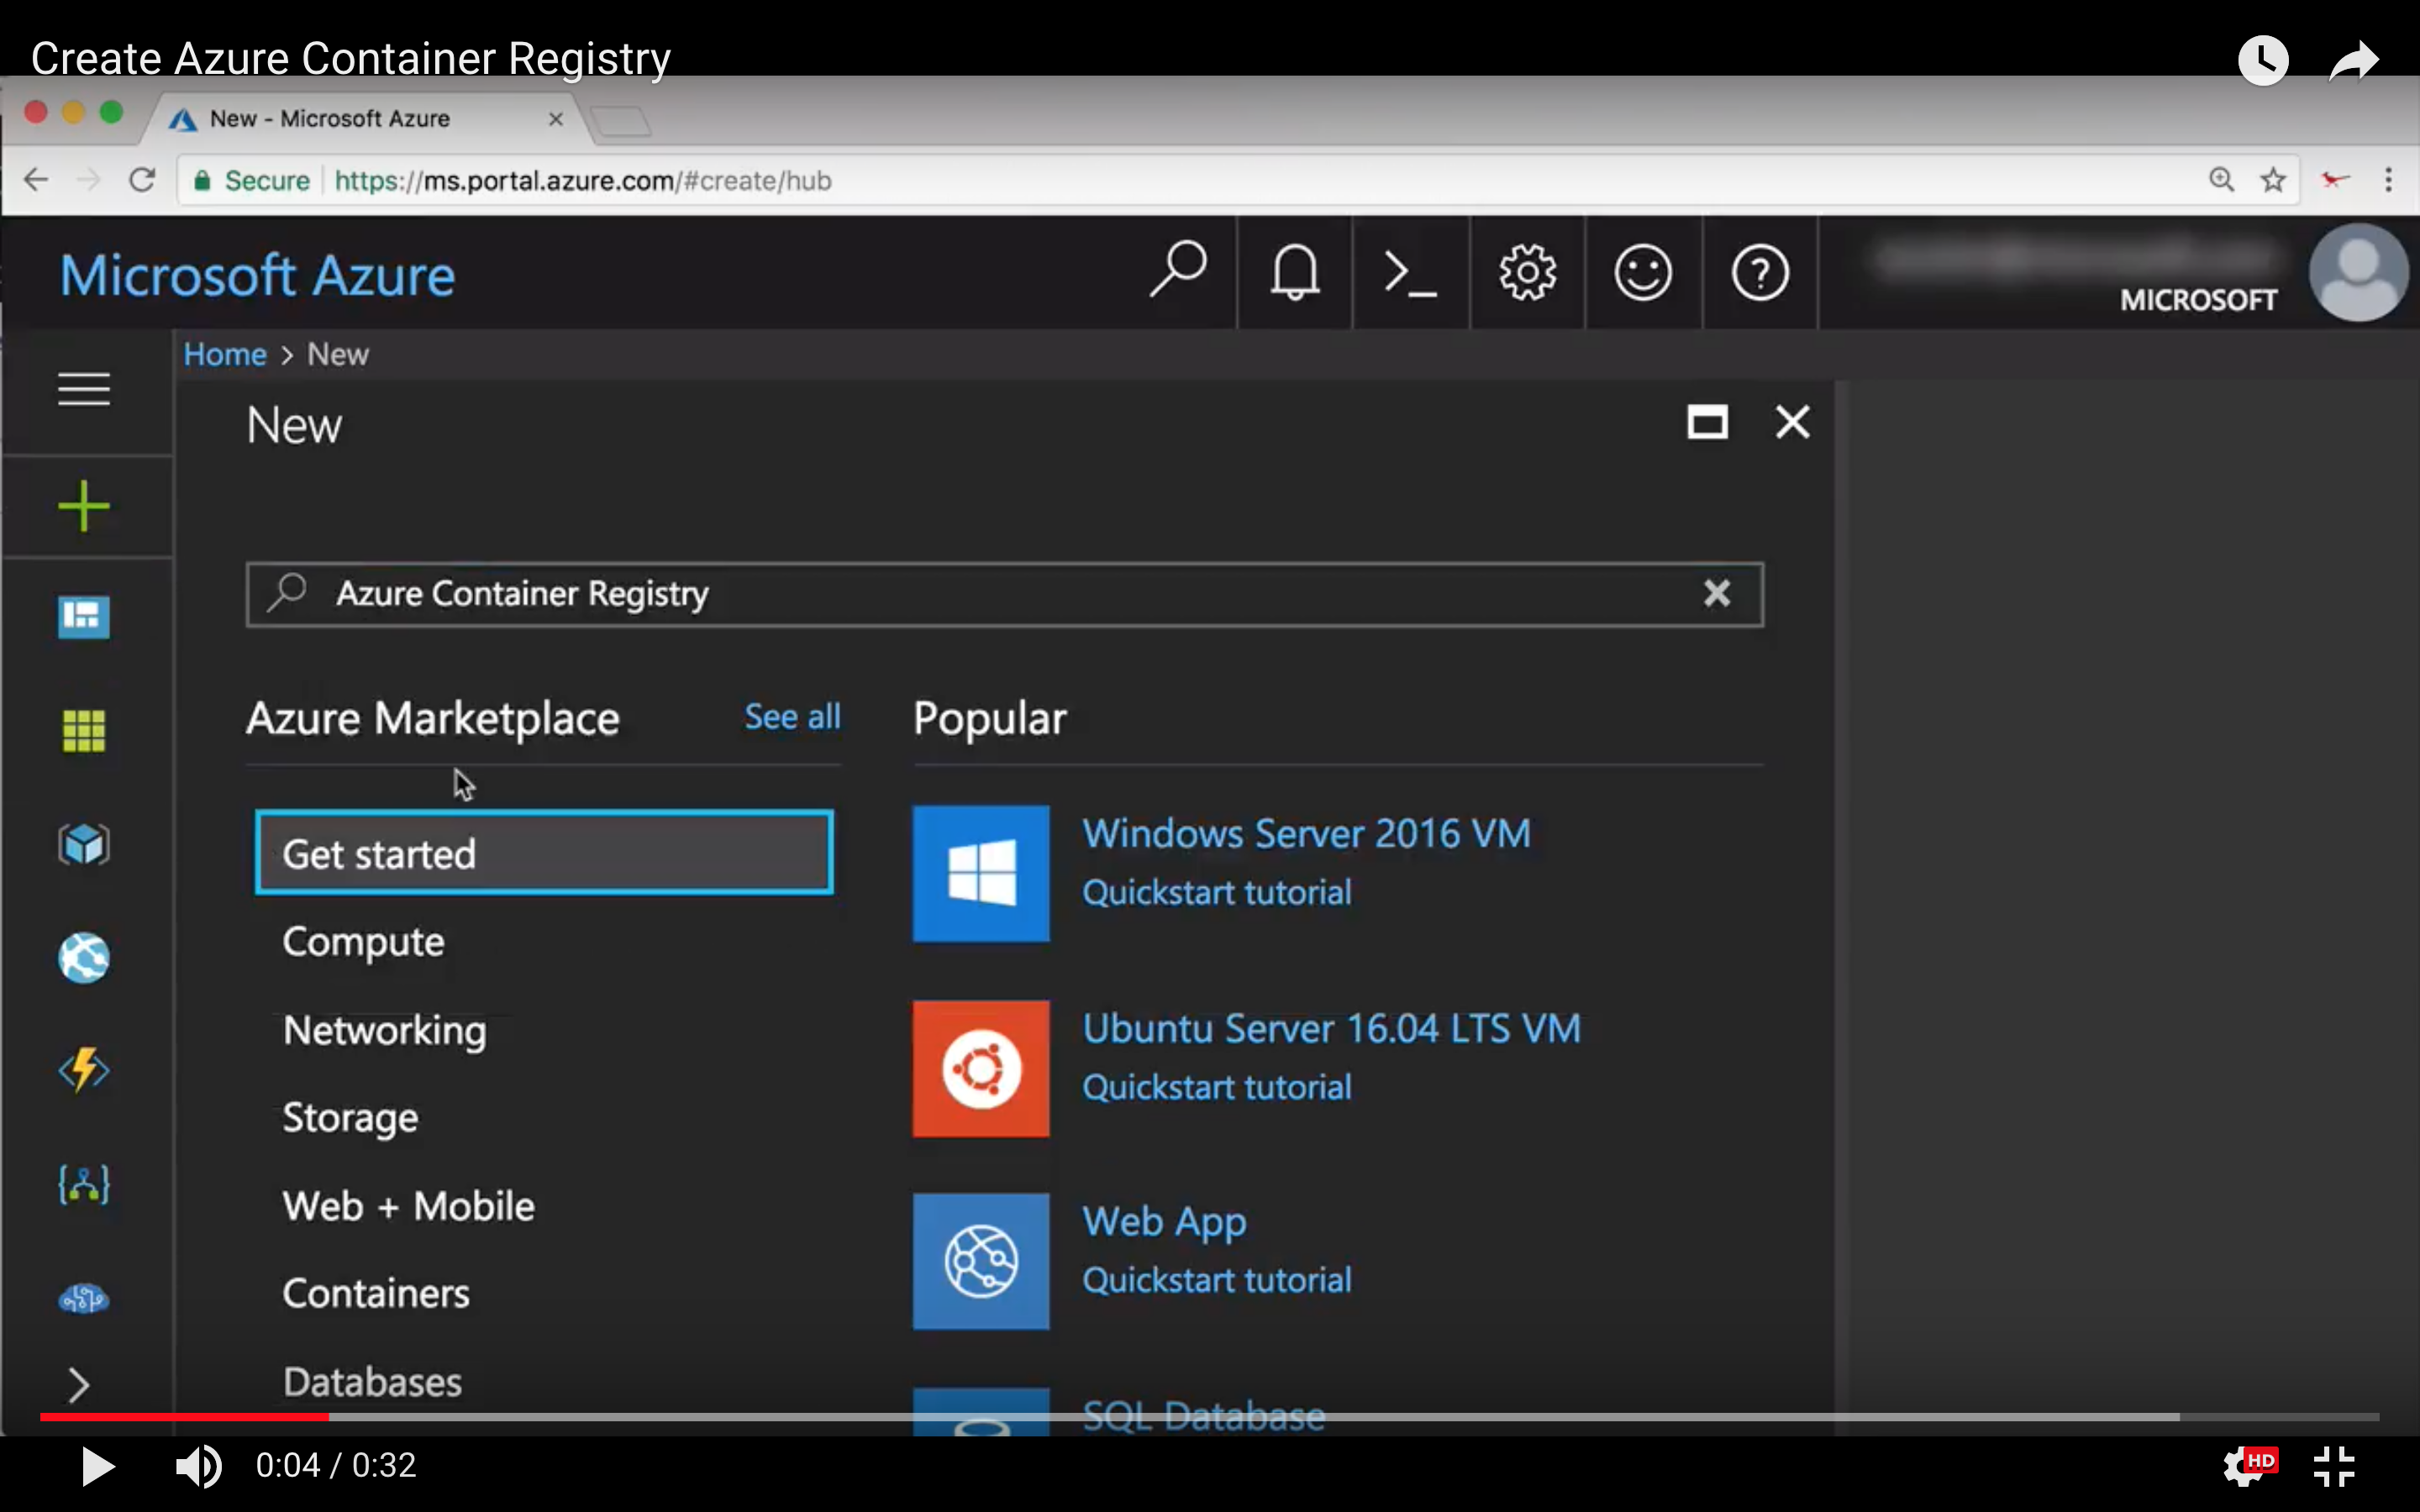 Create Azure Container Registry
New - Microsoft Azure
Secure https://ms.portal.azure.com/#create/hub
Microsoft Azure
MICROSOFT
Home > New
New
Azure Container Registry
Azure Marketplace See all
Get started
Compute
Networking
Storage
Web + Mobile
Containers
Databases
Popular
Windows Server 2016 VM
Quickstart tutorial
Ubuntu Server 16.04 LTS VM
Quickstart tutorial
Web App
Quickstart tutorial
SQL Database
0:04 / 0:32
HD